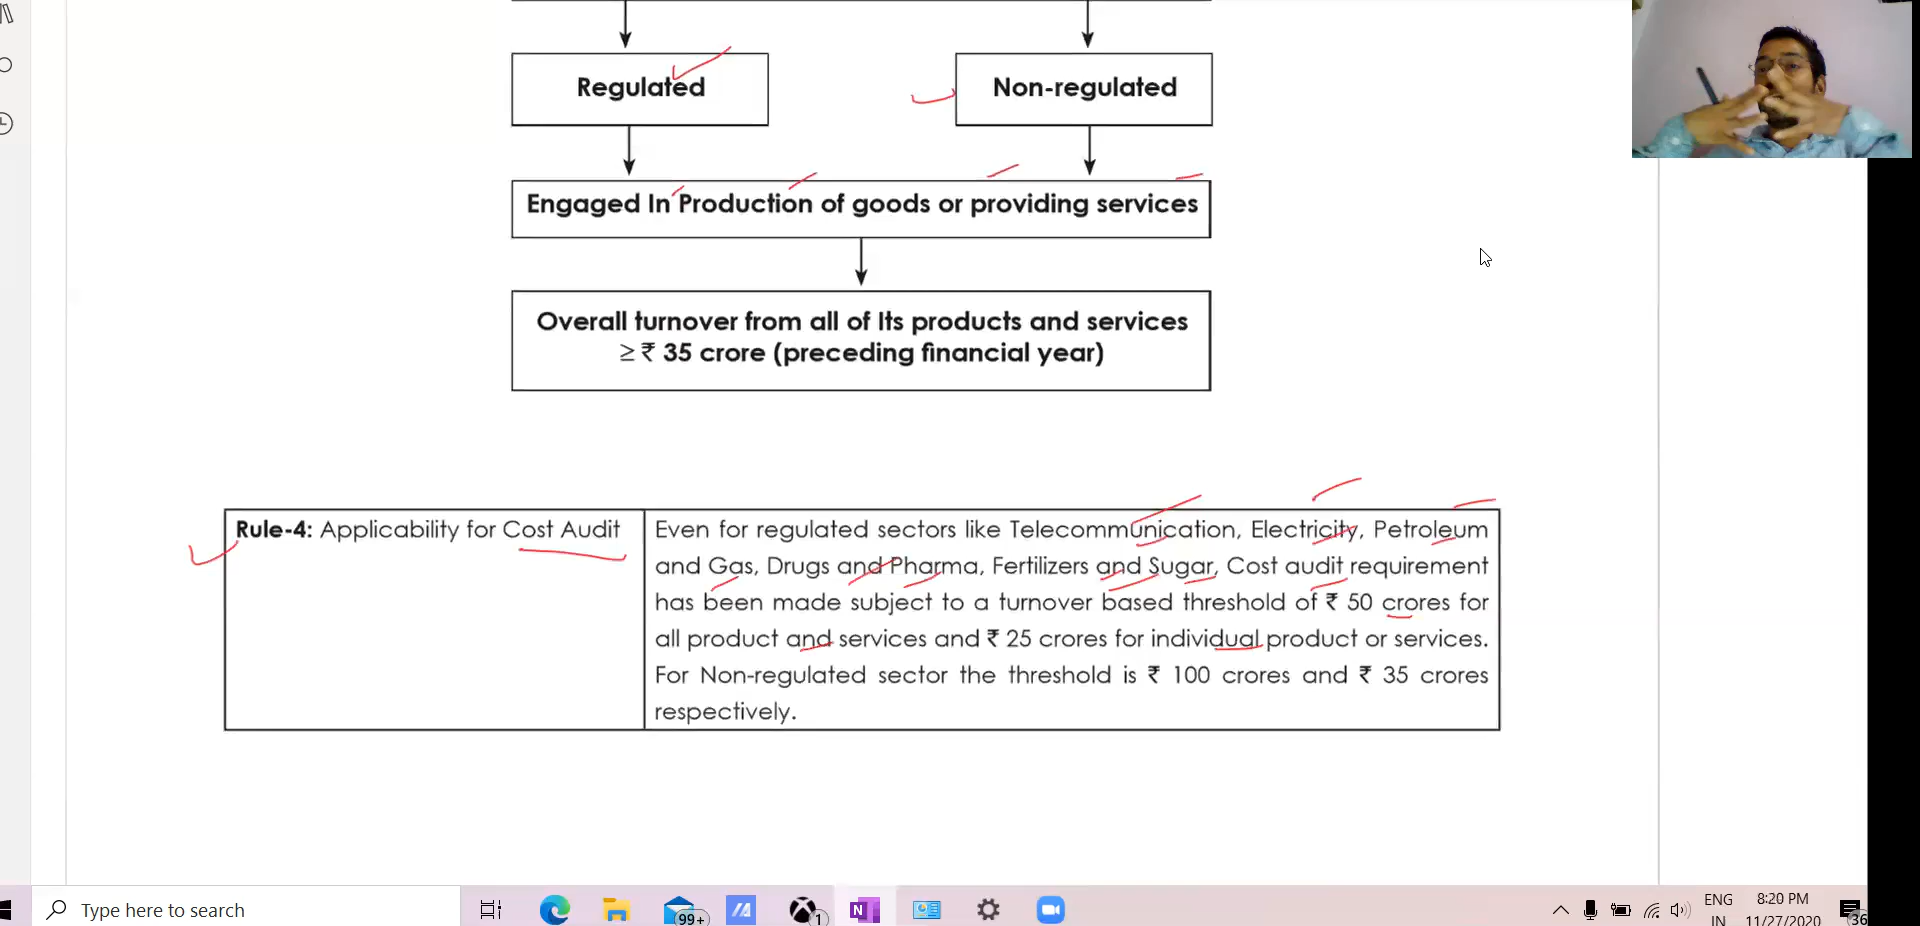 Regulated
Non-regulated
Engaged In Production of goods or providing services
Overall turnover from all of Its products and services
≥ ₹ 35 crore (preceding financial year)
Rule-4: Applicability for Cost Audit
Even for regulated sectors like Telecommunication, Electricity, Petroleum
and Gas, Drugs and Pharma, Fertilizers and Sugar, Cost audit requirement
has been made subject to a turnover based threshold of ₹ 50 crores for
all product and services and ₹ 25 crores for individual product or services.
For Non-regulated sector the threshold is ₹ 100 crores and ₹ 35 crores
respectively.
Type here to search
99+
1
ENG
IN
8:20 PM
11/27/2020
36